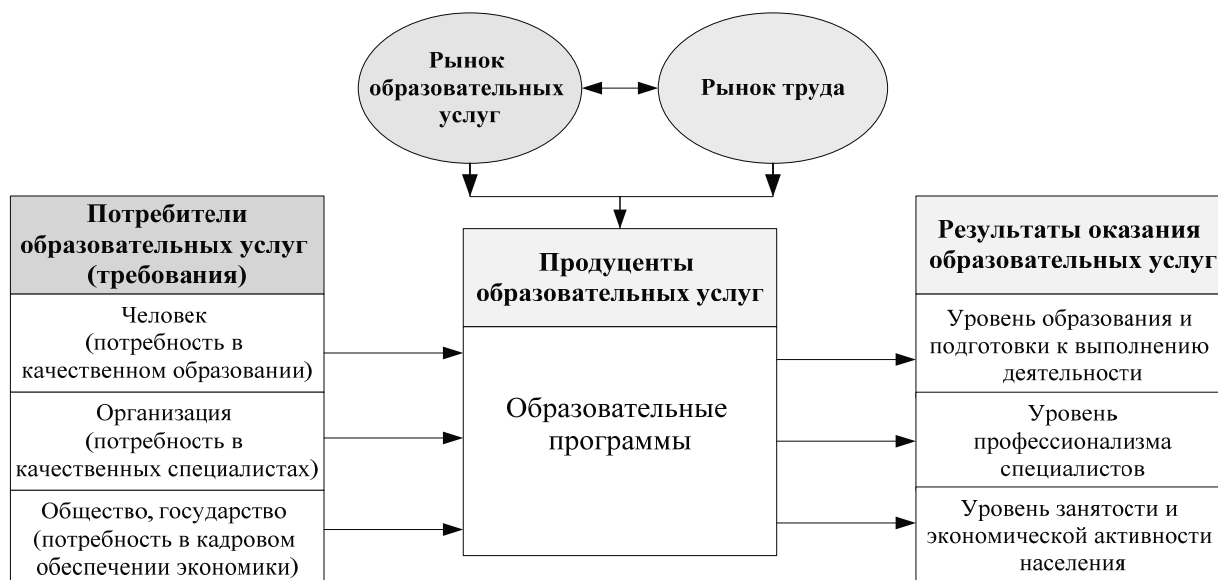 Рынок
образовательных
услуг
Рынок труда
Потребители
образовательных услуг
(требования)
Человек
(потребность в
качественном образовании)
Организация
(потребность в
качественных специалистах)
Общество, государство
(потребность в кадровом
обеспечении экономики)
Продуценты
образовательных услуг
Образовательные
программы
Результаты оказания
образовательных услуг
Уровень образования и
подготовки к выполнению
деятельности
Уровень
профессионализма
специалистов
Уровень занятости и
экономической активности
населения